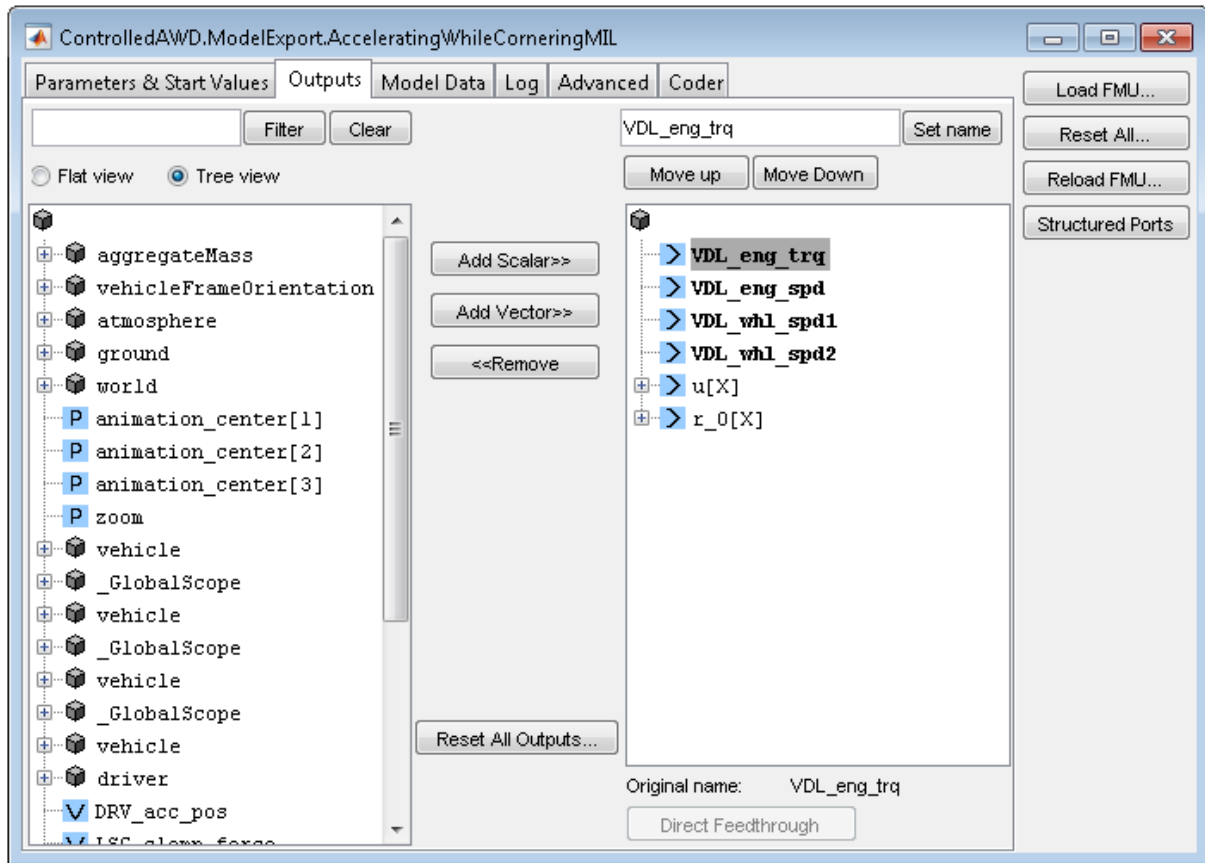 ControlledAWD.ModelExport.AcceleratingWhileCorneringMIL
Parameters & Start Values Outputs Model Data Log Advanced Coder
Load FMU...
Reset All...
Reload FMU...
Structured Ports
Filter Clear
Flat view Tree view
aggregateMass
vehicleFrameOrientation
atmosphere
ground
world
P animation_center[1]
P animation_center[2]
P animation_center[3]
P zoom
vehicle
_GlobalScope
vehicle
_GlobalScope
vehicle
_GlobalScope
vehicle
driver
V DRV_acc_pos
V LSC_clamp_force
Add Scalar>>
Add Vector>>
<<Remove
Reset All Outputs...
VDL_eng_trq Set name
Move up Move Down
VDL_eng_trq
VDL_eng_spd
VDL_whl_spd1
VDL_whl_spd2
u[X]
r_0[X]
Original name: VDL_eng_trq
Direct Feedthrough